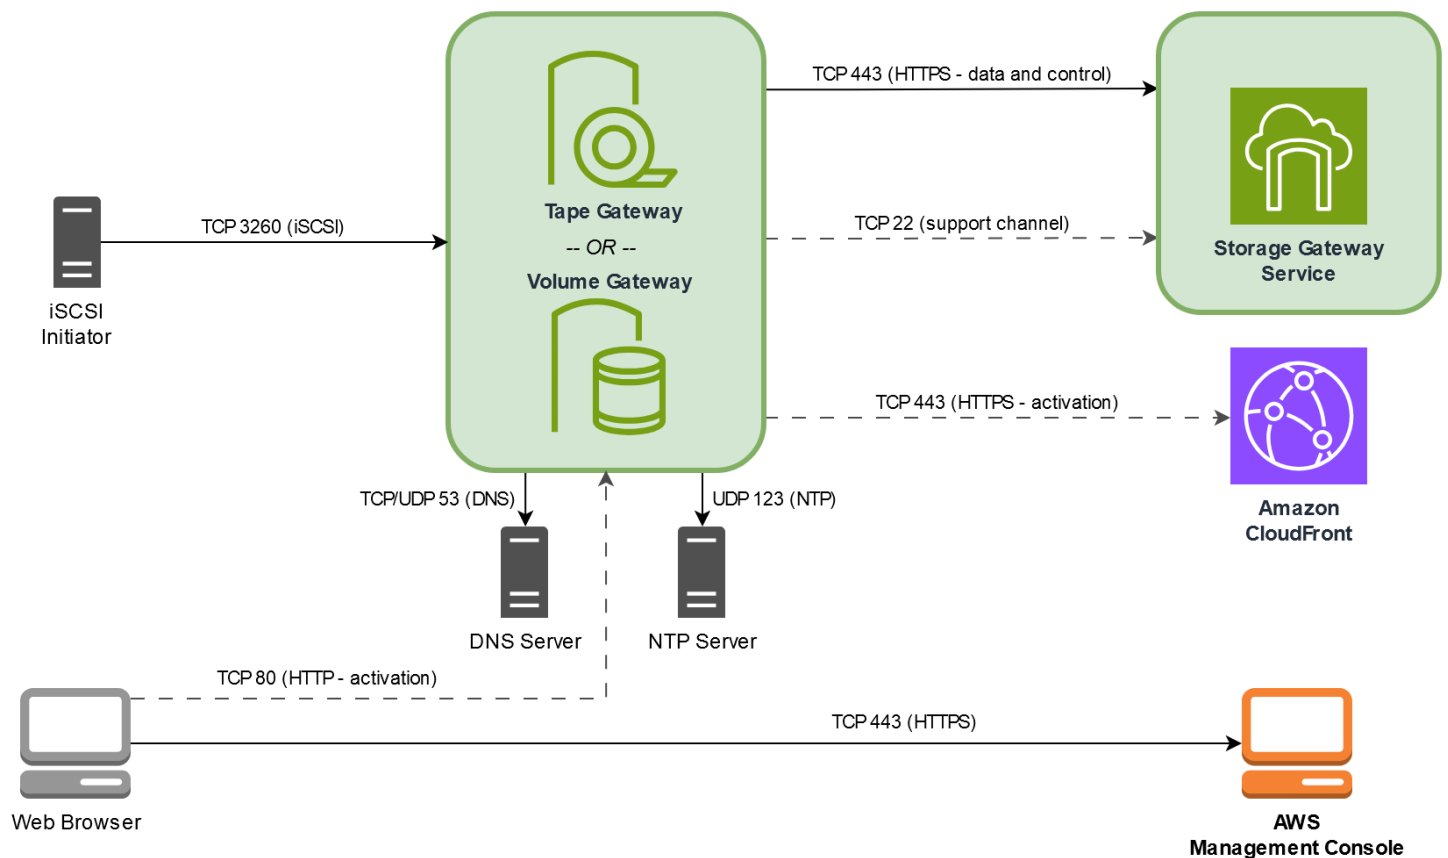 TCP 443 (HTTPS - data and control)
Tape Gateway
-- OR --
Volume Gateway
TCP 3260 (iSCSI)
iSCSI
Initiator
TCP 22 (support channel)
Storage Gateway
Service
TCP 443 (HTTPS - activation)
Amazon
CloudFront
TCP/UDP 53 (DNS)
UDP 123 (NTP)
DNS Server
NTP Server
TCP 80 (HTTP - activation)
TCP 443 (HTTPS)
Web Browser
AWS
Management Console